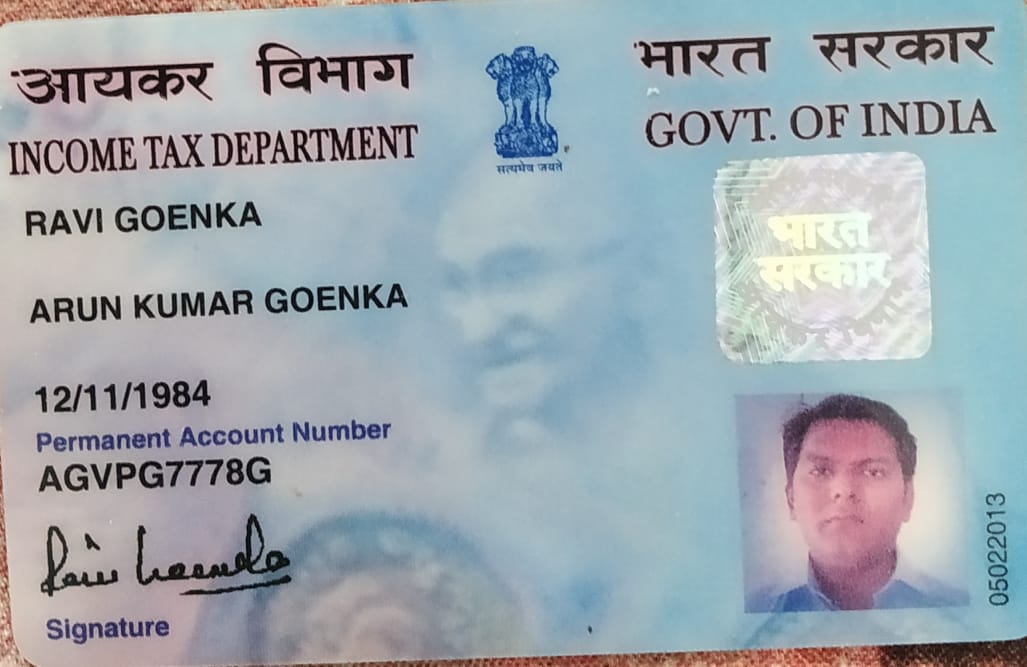 आयकर विभाग
INCOME TAX DEPARTMENT
सत्यमेव जयते
भारत सरकार
GOVT. OF INDIA
RAVI GOENKA
ARUN KUMAR GOENKA
12/11/1984
Permanent Account Number
AGVPG7778G
Signature
भारत
सरकार
05022013